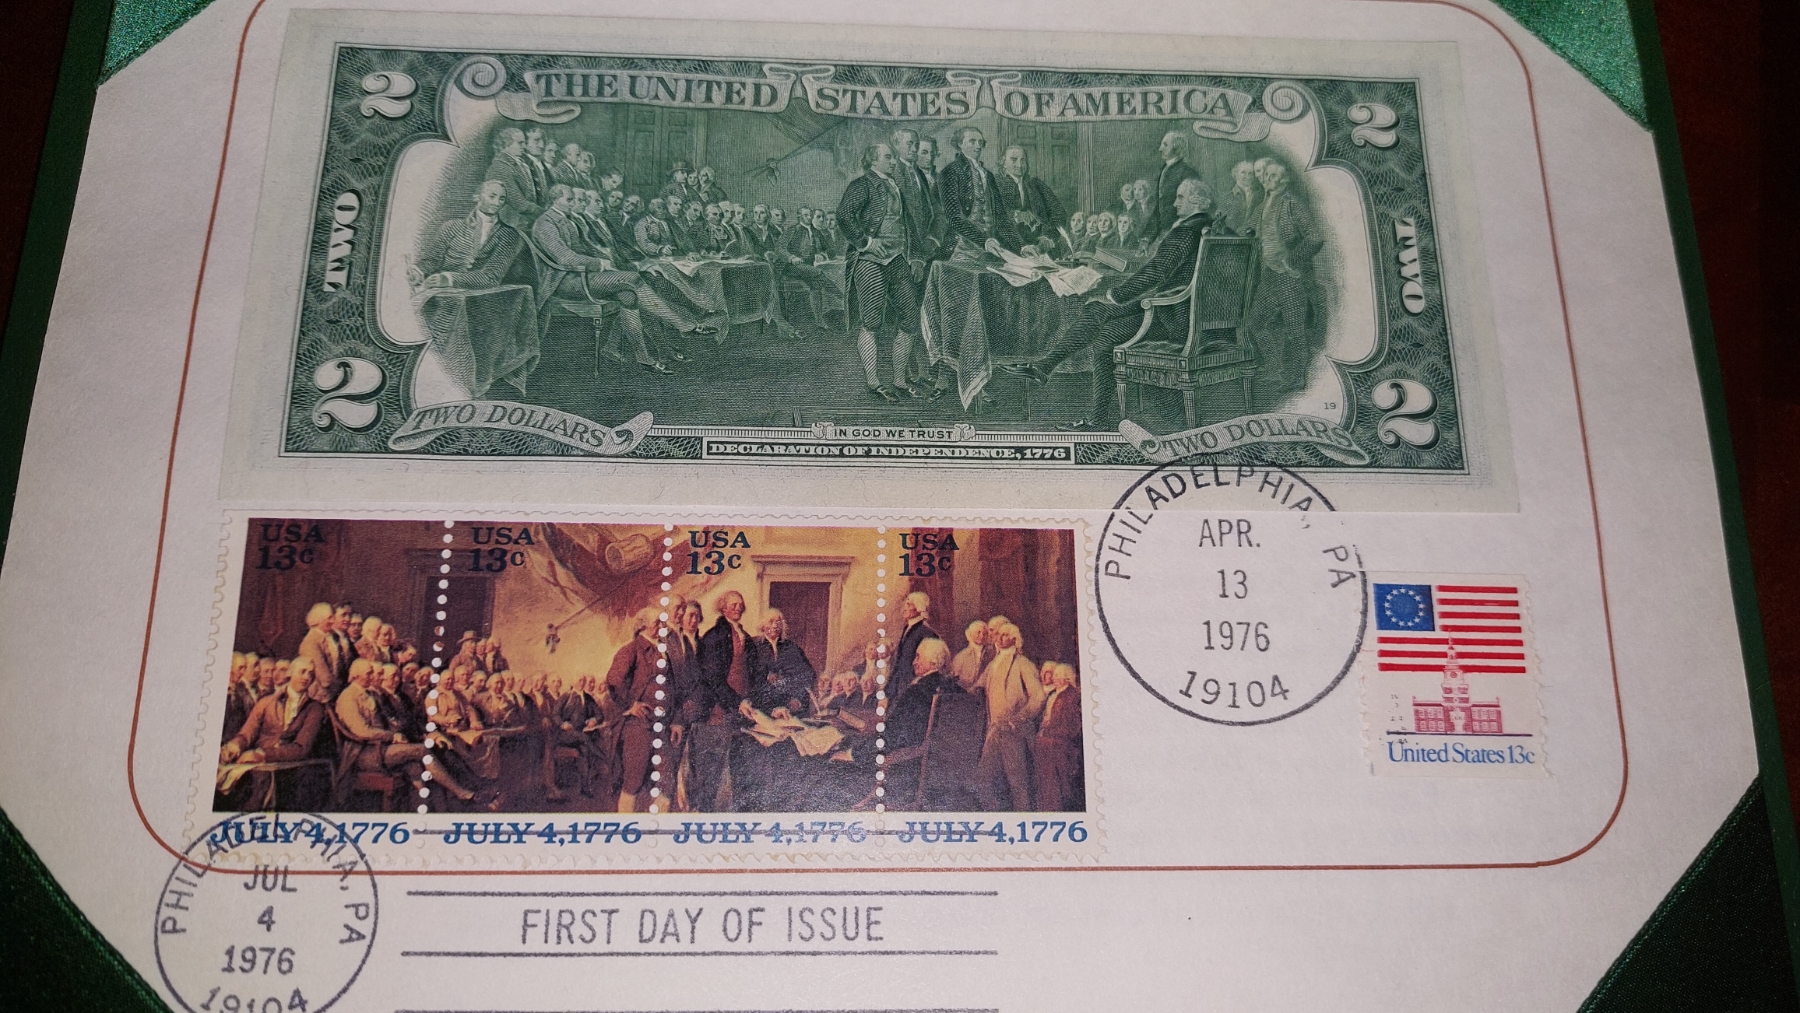 2 THE UNITED STATES OF AMERICA 2
TWO TWO
2 TWO DOLLARS IN GOD WE TRUST TWO DOLLARS 2
19
DECLARATION OF INDEPENDENCE, 1776
USA 13c USA 13c USA 13c USA 13c
JULY 4, 1776 JULY 4, 1776 JULY 4, 1776 JULY 4, 1776
PHILADELPHIA, PA
APR.
13
1976
19104
United States 13c
PHILADELPHIA, PA
JUL
4
1976
19104
FIRST DAY OF ISSUE